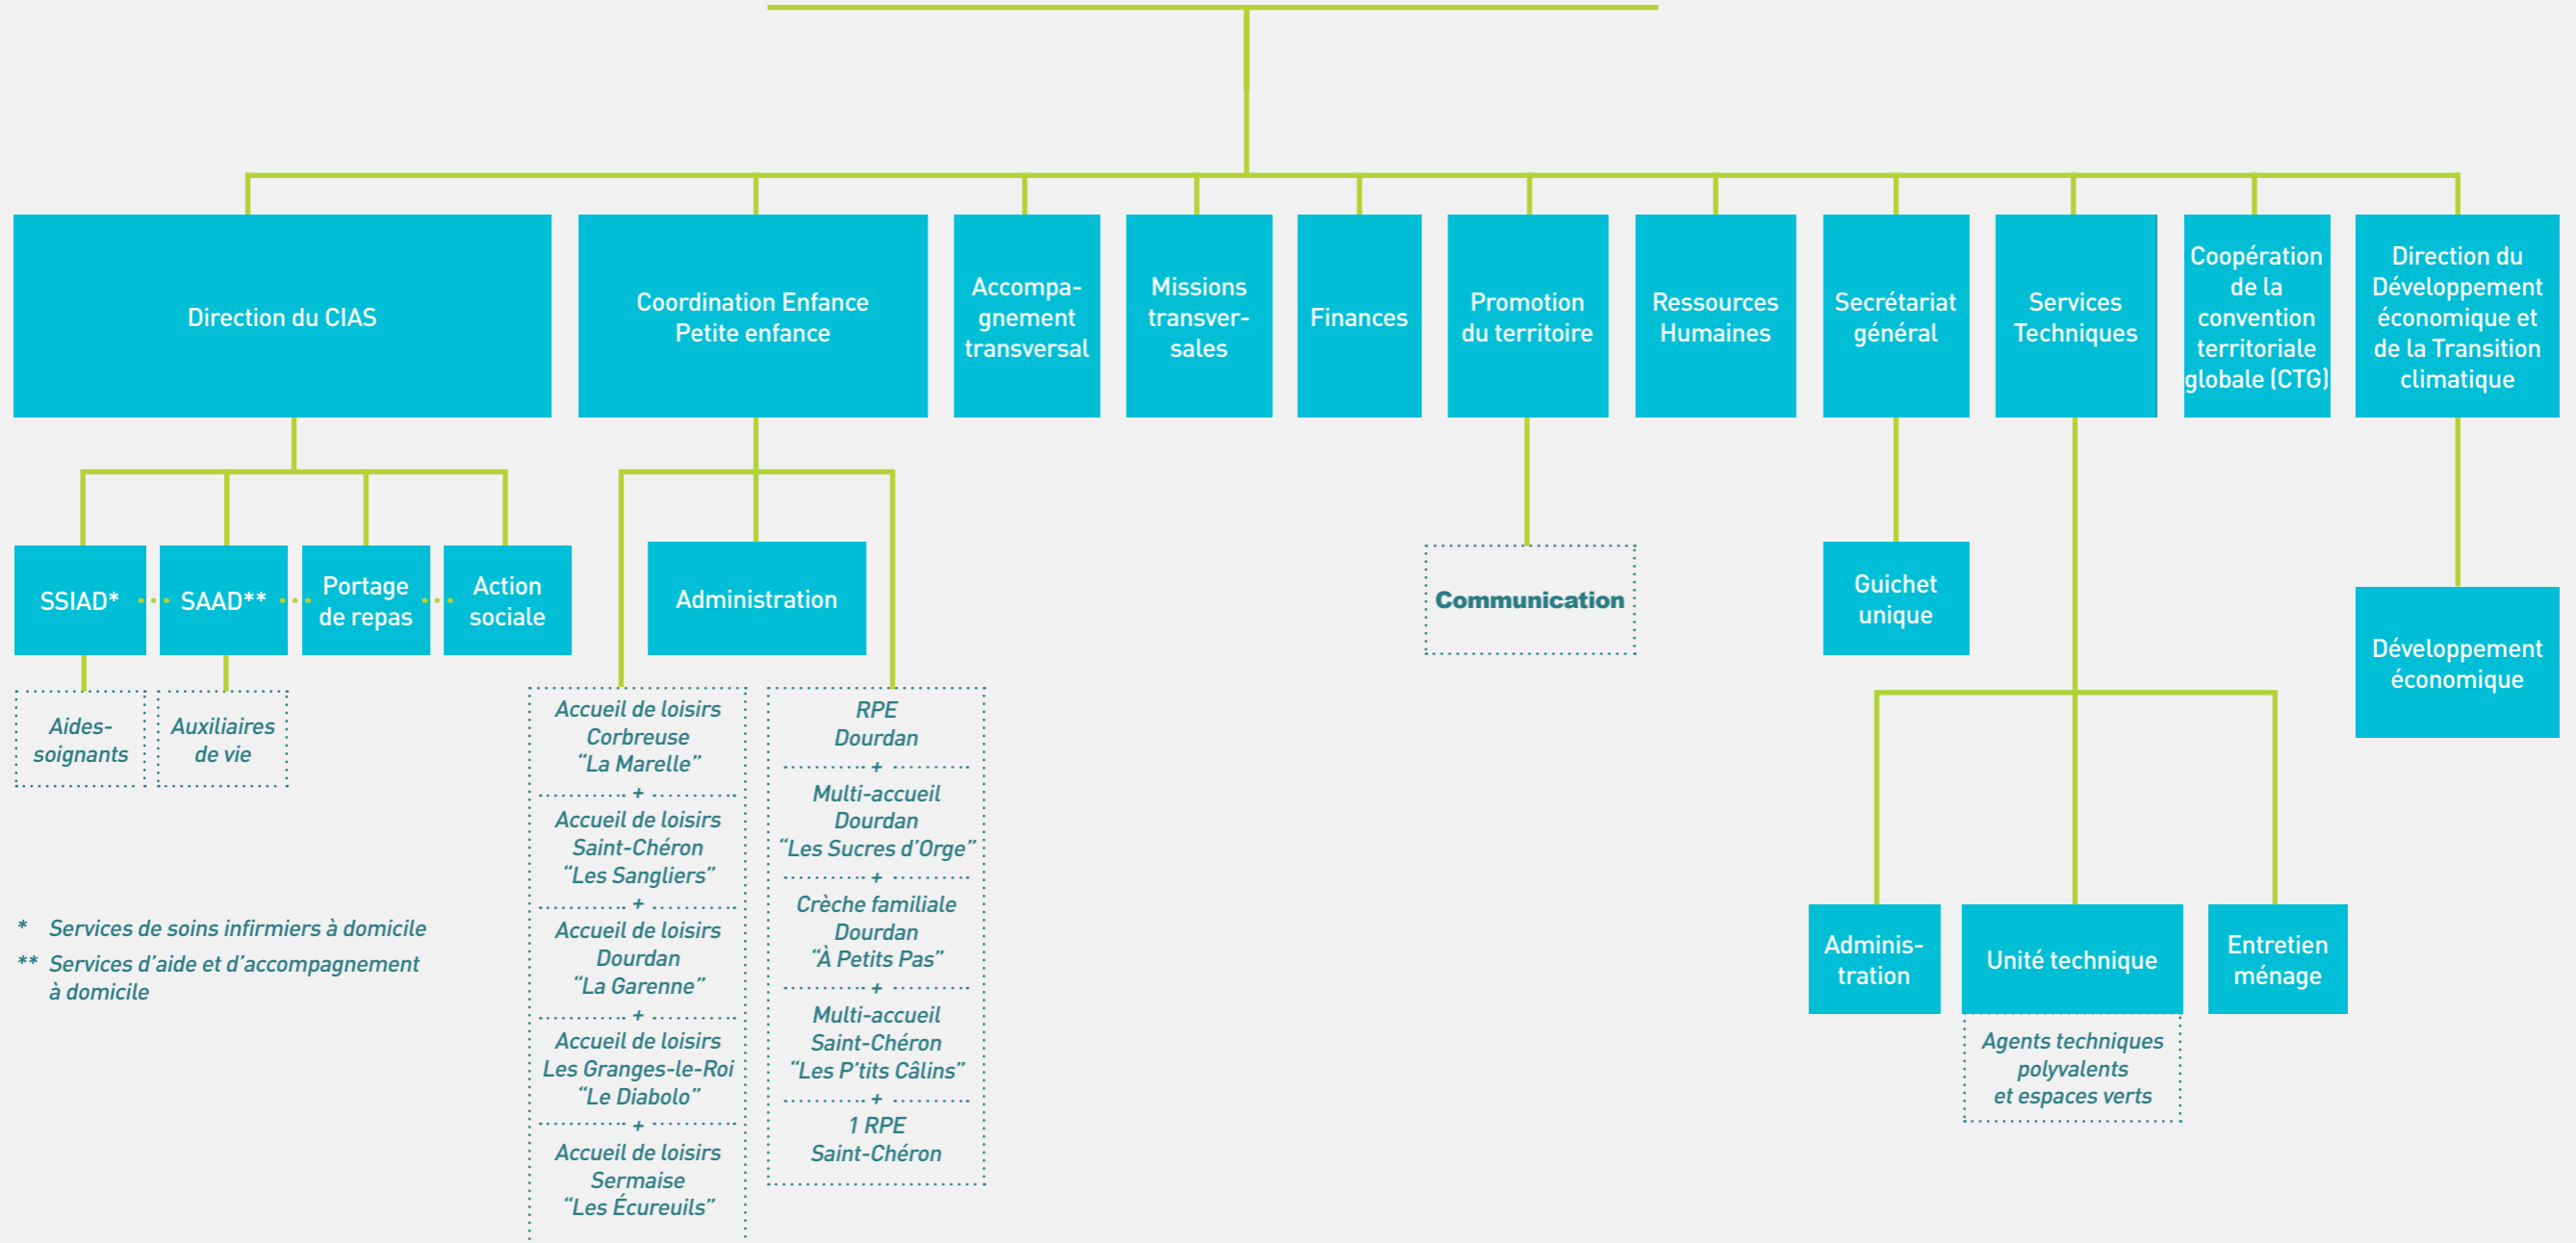 Direction du CIAS
Coordination Enfance
Petite enfance
Accompa-
gnement
transversal
Missions
transver-
sales
Finances
Promotion
du territoire
Ressources
Humaines
Secrétariat
général
Services
Techniques
Coopération
de la
convention
territoriale
globale (CTG)
Direction du
Développement
économique et
de la Transition
climatique
SSIAD*
SAAD**
Portage
de repas
Action
sociale
Administration
Communication
Guichet
unique
Développement
économique
Aides-
soignants
Auxiliaires
de vie
Accueil de loisirs
Corbreuse
“La Marelle”
+
Accueil de loisirs
Saint-Chéron
“Les Sangliers”
+
Accueil de loisirs
Dourdan
“La Garenne”
+
Accueil de loisirs
Les Granges-le-Roi
“Le Diabolo”
+
Accueil de loisirs
Sermaise
“Les Écureuils”
RPE
Dourdan
+
Multi-accueil
Dourdan
“Les Sucres d’Orge”
+
Crèche familiale
Dourdan
“À Petits Pas”
+
Multi-accueil
Saint-Chéron
“Les P’tits Câlins”
+
1 RPE
Saint-Chéron
Adminis-
tration
Unité technique
Entretien
ménage
Agents techniques
polyvalents
et espaces verts
* Services de soins infirmiers à domicile
** Services d’aide et d’accompagnement
à domicile